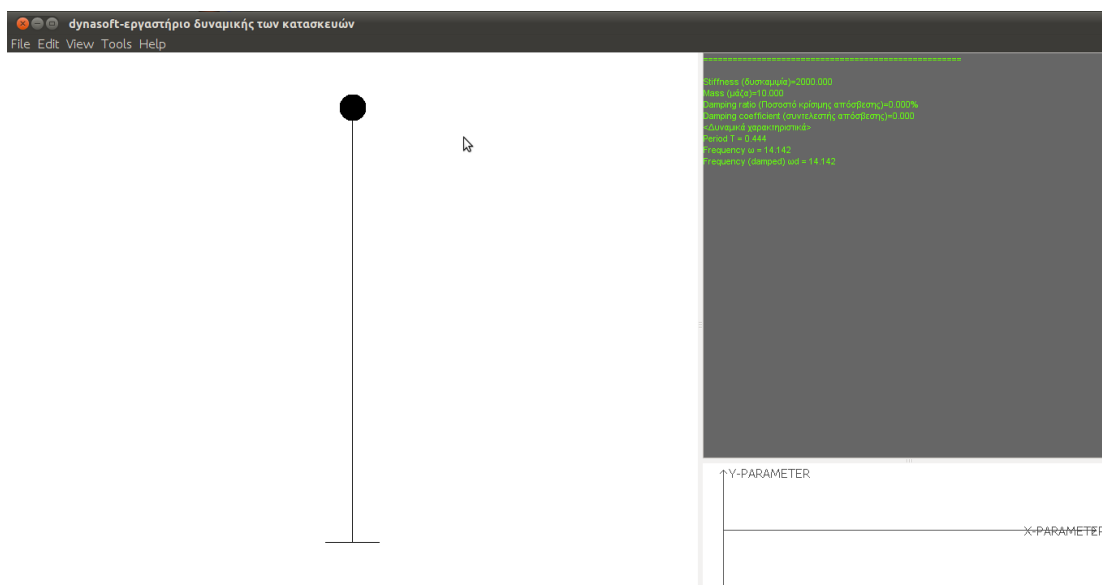 dynasoft-εργαστήριο δυναμικής των κατασκευών
File Edit View Tools Help
=====================================================
Stiffness (δυσκαμψία)=2000.000
Mass (μάζα)=10.000
Damping ratio (Ποσοστό κρίσιμης απόσβεσης)=0.000%
Damping coefficient (συντελεστής απόσβεσης)=0.000
<Δυναμικά χαρακτηριστικά>
Period T = 0.444
Frequency ω = 14.142
Frequency (damped) ωd = 14.142
Y-PARAMETER
X-PARAMETER